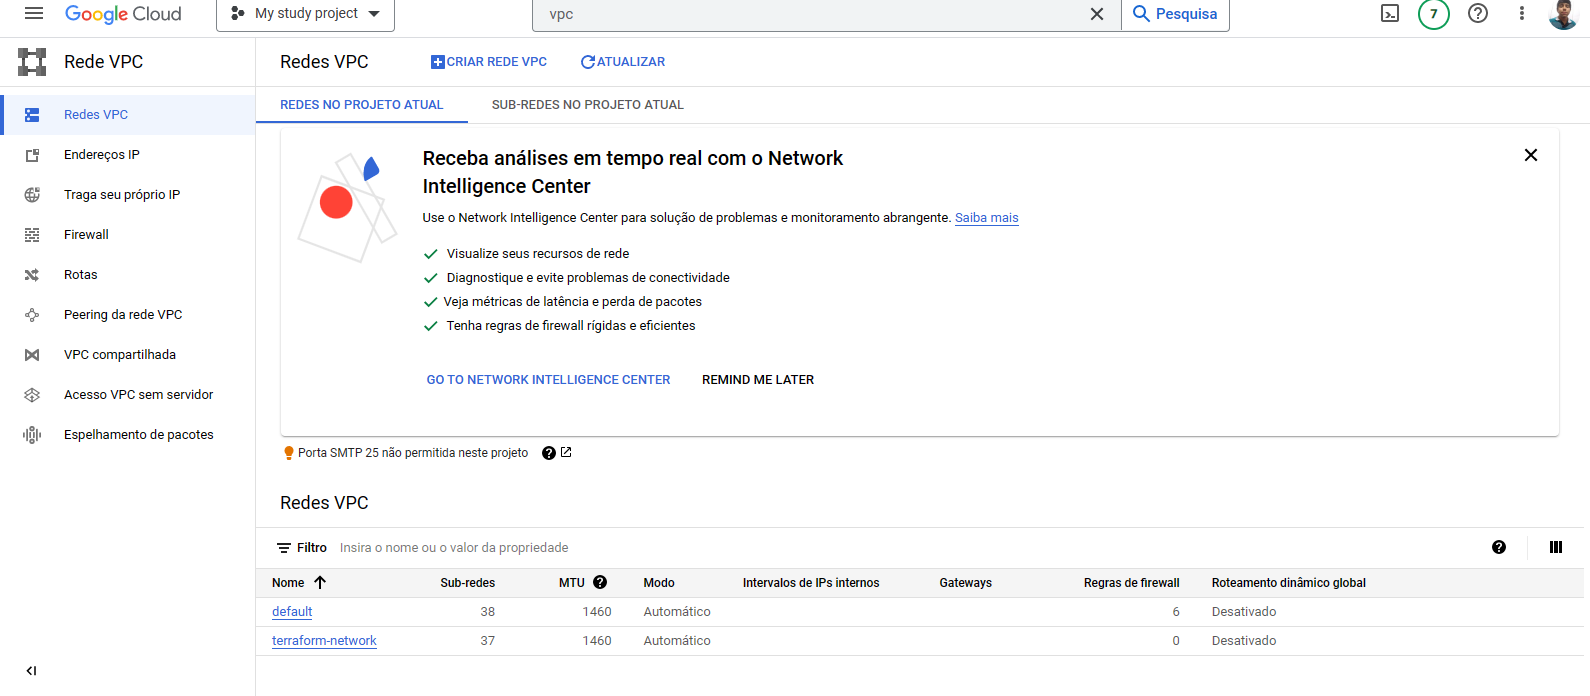 Google Cloud
My study project
vpc
Pesquisa
7
Rede VPC
Redes VPC
CRIAR REDE VPC
ATUALIZAR
Redes VPC
Endereços IP
Traga seu próprio IP
Firewall
Rotas
Peering da rede VPC
VPC compartilhada
Acesso VPC sem servidor
Espelhamento de pacotes
REDES NO PROJETO ATUAL
SUB-REDES NO PROJETO ATUAL
Receba análises em tempo real com o Network
Intelligence Center
Use o Network Intelligence Center para solução de problemas e monitoramento abrangente. Saiba mais
Visualize seus recursos de rede
Diagnostique e evite problemas de conectividade
Veja métricas de latência e perda de pacotes
Tenha regras de firewall rígidas e eficientes
GO TO NETWORK INTELLIGENCE CENTER
REMIND ME LATER
Porta SMTP 25 não permitida neste projeto
Redes VPC
Filtro Insira o nome ou o valor da propriedade
Nome Sub-redes MTU Modo Intervalos de IPs internos Gateways Regras de firewall Roteamento dinâmico global
default 38 1460 Automático 6 Desativado
terraform-network 37 1460 Automático 0 Desativado